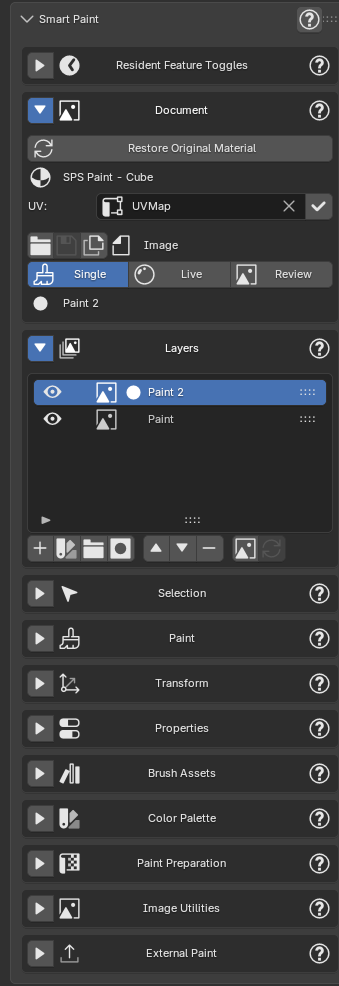 Smart Paint
Resident Feature Toggles
Document
Restore Original Material
SPS Paint - Cube
UV: UVMap
Image
Single Live Review
Paint 2
Layers
Paint 2
Paint
Selection
Paint
Transform
Properties
Brush Assets
Color Palette
Paint Preparation
Image Utilities
External Paint